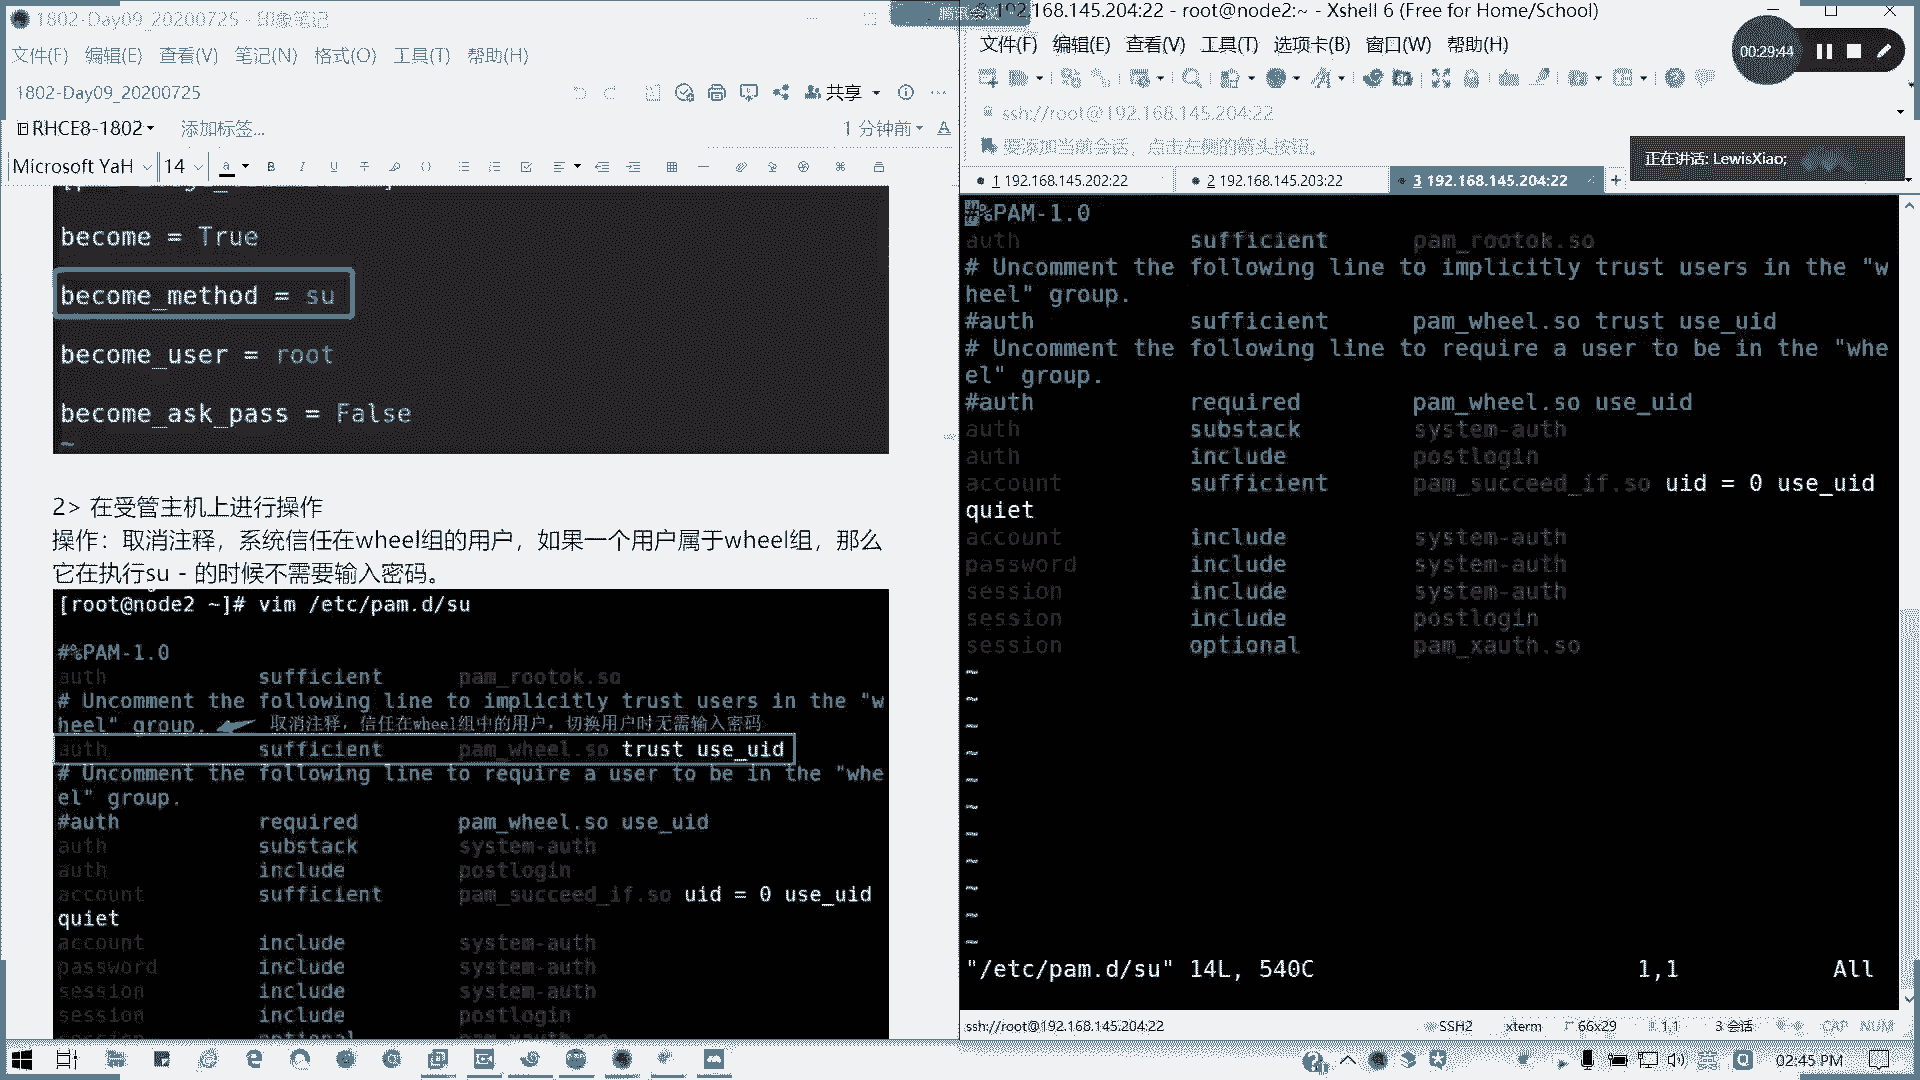 1802-Day09_20200725 - 印象笔记
文件(F) 编辑(E) 查看(V) 笔记(N) 格式(O) 工具(T) 帮助(H)
1802-Day09_20200725
共享
RHCE8-1802 添加标签...
1 分钟前
Microsoft YaH 14
become = True
become_method = su
become_user = root
become_ask_pass = False
~
2> 在受管主机上进行操作
操作：取消注释，系统信任在wheel组的用户，如果一个用户属于wheel组，那么
它在执行su - 的时候不需要输入密码。
[root@node2 ~]# vim /etc/pam.d/su
#%PAM-1.0
auth sufficient pam_rootok.so
# Uncomment the following line to implicitly trust users in the "w
heel" group. 取消注释，信任在wheel组中的用户，切换用户时无需输入密码
auth sufficient pam_wheel.so trust use_uid
# Uncomment the following line to require a user to be in the "whe
el" group.
#auth required pam_wheel.so use_uid
auth substack system-auth
auth include postlogin
account sufficient pam_succeed_if.so uid = 0 use_uid
quiet
account include system-auth
password include system-auth
session include system-auth
session include postlogin
session optional pam_xauth.so
192.168.145.204:22 - root@node2:~ - Xshell 6 (Free for Home/School)
文件(F) 编辑(E) 查看(V) 工具(T) 选项卡(B) 窗口(W) 帮助(H)
00:29:44
ssh://root@192.168.145.204:22
要添加当前会话，点击左侧的箭头按钮。
正在讲话: LewisXiao;
1 192.168.145.202:22
2 192.168.145.203:22
3 192.168.145.204:22
#%PAM-1.0
auth sufficient pam_rootok.so
# Uncomment the following line to implicitly trust users in the "w
heel" group.
#auth sufficient pam_wheel.so trust use_uid
# Uncomment the following line to require a user to be in the "whe
el" group.
#auth required pam_wheel.so use_uid
auth substack system-auth
auth include postlogin
account sufficient pam_succeed_if.so uid = 0 use_uid
quiet
account include system-auth
password include system-auth
session include system-auth
session include postlogin
session optional pam_xauth.so
~
~
~
~
~
~
~
~
~
~
~
"/etc/pam.d/su" 14L, 540C 1,1 All
ssh://root@192.168.145.204:22 SSH2 xterm 66x29 1,1 3 会话 CAP NUM
02:45 PM